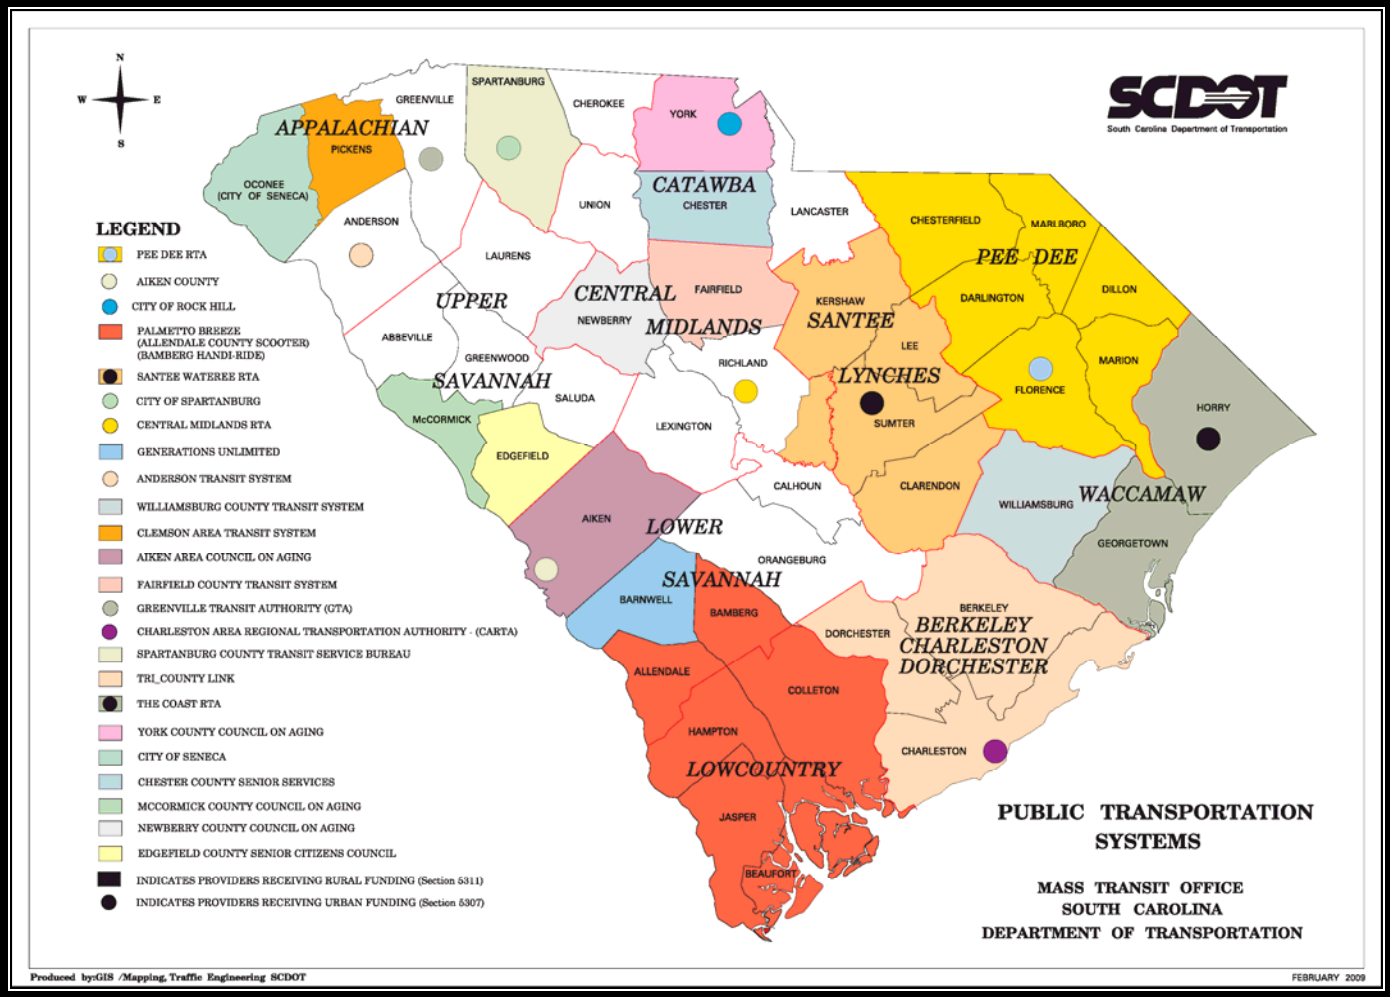 N
W E
S
SCDOT
South Carolina Department of Transportation
SPARTANBURG
GREENVILLE
CHEROKEE
YORK
APPALACHIAN
PICKENS
OCONEE
(CITY OF SENECA)
CATAWBA
CHESTER
UNION
LANCASTER
ANDERSON
CHESTERFIELD
MARLBORO
PEE DEE
LAURENS
DILLON
DARLINGTON
FAIRFIELD
KERSHAW
UPPER
CENTRAL
NEWBERRY
MIDLANDS
SANTEE
ABBEVILLE
LEE
GREENWOOD
RICHLAND
MARION
SAVANNAH
LYNCHES
FLORENCE
SALUDA
HORRY
McCORMICK
LEXINGTON
SUMTER
EDGEFIELD
CALHOUN
CLARENDON
WACCAMAW
WILLIAMSBURG
AIKEN
LOWER
GEORGETOWN
ORANGEBURG
SAVANNAH
BARNWELL
BAMBERG
BERKELEY
DORCHESTER
BERKELEY
CHARLESTON
DORCHESTER
ALLENDALE
COLLETON
HAMPTON
CHARLESTON
LOWCOUNTRY
JASPER
BEAUFORT
LEGEND
PEE DEE RTA
AIKEN COUNTY
CITY OF ROCK HILL
PALMETTO BREEZE
(ALLENDALE COUNTY SCOOTER)
(BAMBERG HANDI-RIDE)
SANTEE WATEREE RTA
CITY OF SPARTANBURG
CENTRAL MIDLANDS RTA
GENERATIONS UNLIMITED
ANDERSON TRANSIT SYSTEM
WILLIAMSBURG COUNTY TRANSIT SYSTEM
CLEMSON AREA TRANSIT SYSTEM
AIKEN AREA COUNCIL ON AGING
FAIRFIELD COUNTY TRANSIT SYSTEM
GREENVILLE TRANSIT AUTHORITY (GTA)
CHARLESTON AREA REGIONAL TRANSPORTATION AUTHORITY - (CARTA)
SPARTANBURG COUNTY TRANSIT SERVICE BUREAU
TRI_COUNTY LINK
THE COAST RTA
YORK COUNTY COUNCIL ON AGING
CITY OF SENECA
CHESTER COUNTY SENIOR SERVICES
MCCORMICK COUNTY COUNCIL ON AGING
NEWBERRY COUNTY COUNCIL ON AGING
EDGEFIELD COUNTY SENIOR CITIZENS COUNCIL
INDICATES PROVIDERS RECEIVING RURAL FUNDING (Section 5311)
INDICATES PROVIDERS RECEIVING URBAN FUNDING (Section 5307)
PUBLIC TRANSPORTATION
SYSTEMS
MASS TRANSIT OFFICE
SOUTH CAROLINA
DEPARTMENT OF TRANSPORTATION
Produced by:GIS /Mapping, Traffic Engineering SCDOT
FEBRUARY 2009